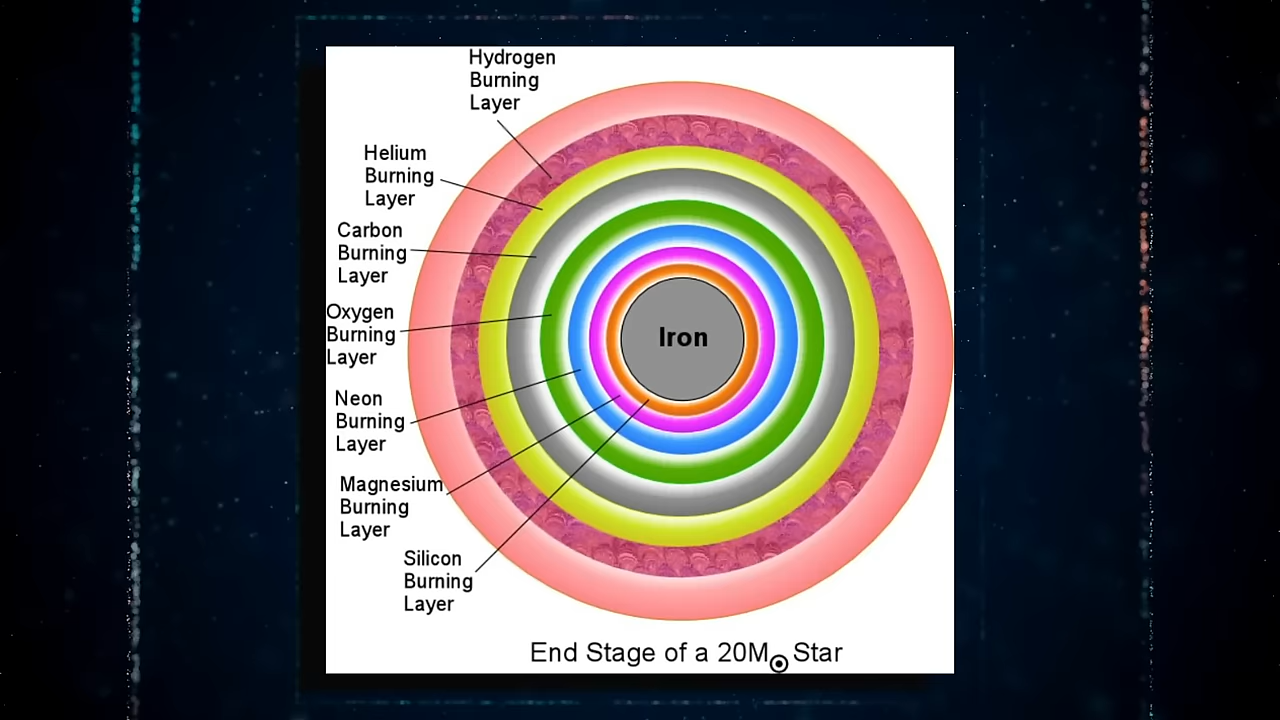 Hydrogen
Burning
Layer
Helium
Burning
Layer
Carbon
Burning
Layer
Oxygen
Burning
Layer
Iron
Neon
Burning
Layer
Magnesium
Burning
Layer
Silicon
Burning
Layer
End Stage of a 20M☉ Star